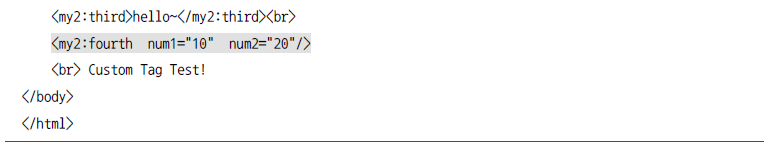 <my2:third>hello~</my2:third><br>
<my2:fourth  num1="10"  num2="20"/>
<br> Custom Tag Test!
</body>
</html>